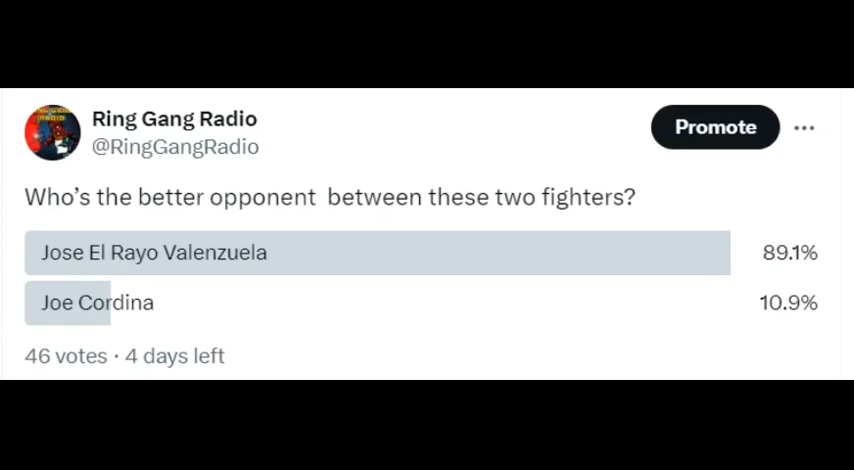 Ring Gang Radio
@RingGangRadio
Promote
Who's the better opponent  between these two fighters?
Jose El Rayo Valenzuela 89.1%
Joe Cordina 10.9%
46 votes · 4 days left